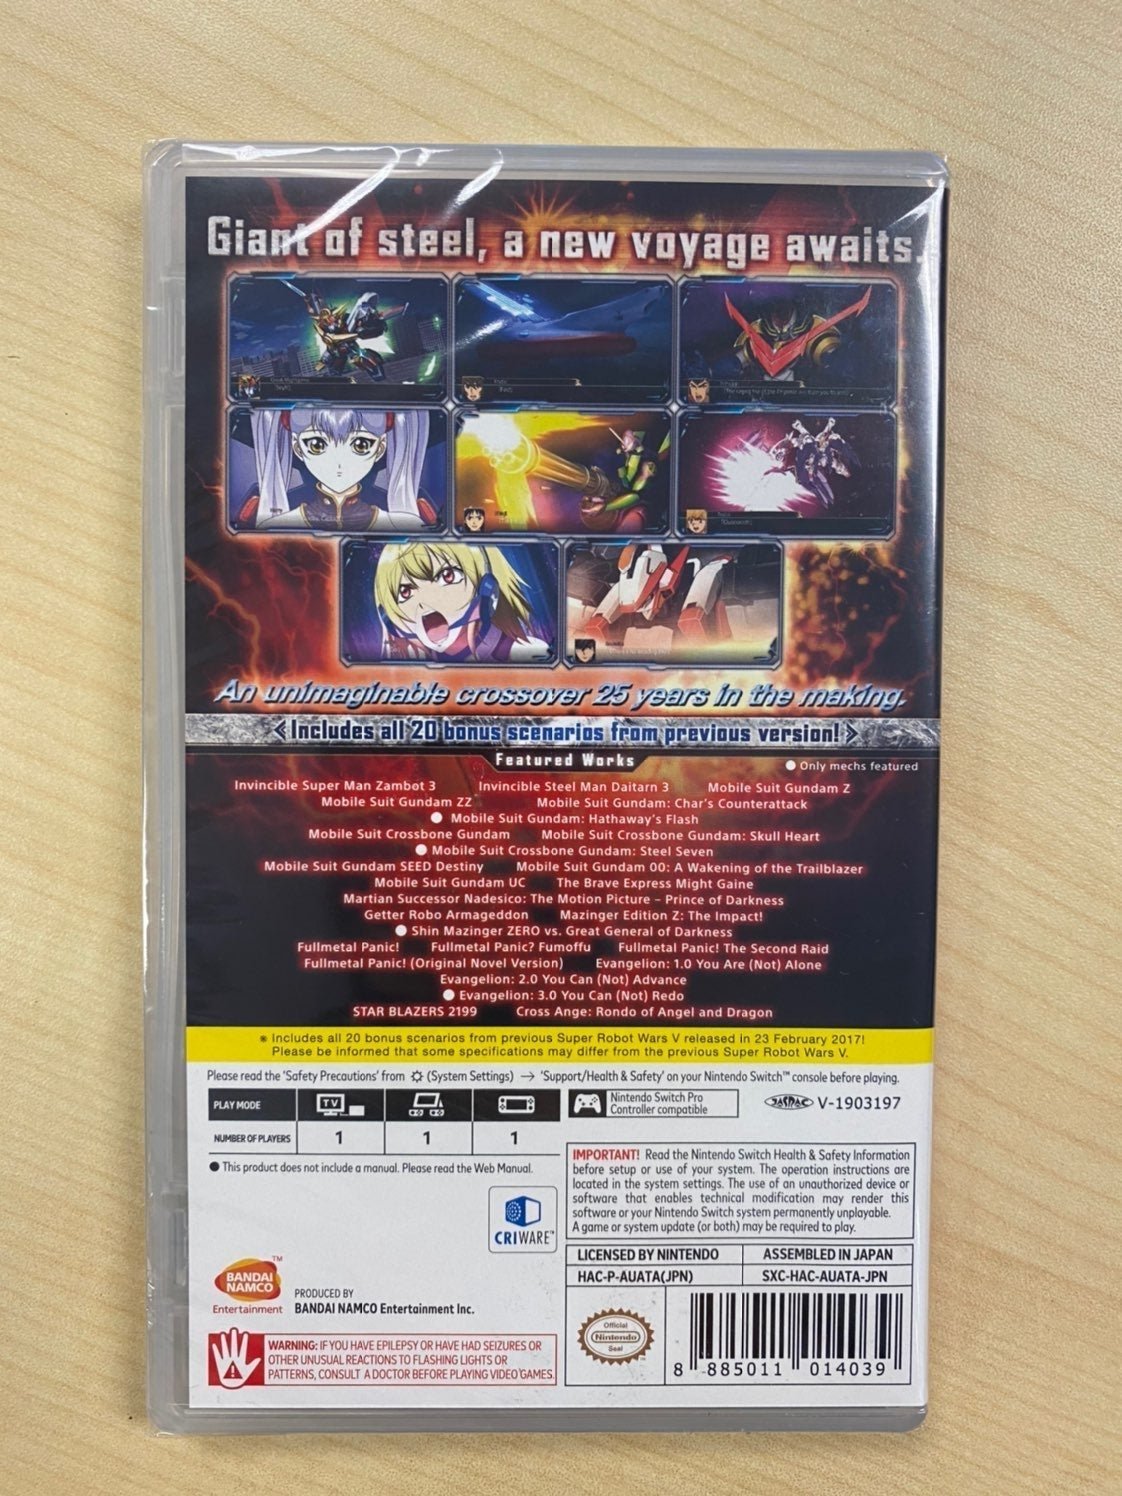 Giant of steel, a new voyage awaits.
An unimaginable crossover 25 years in the making.
<Includes all 20 bonus scenarios from previous version!>
Featured Works
● Only mechs featured
Invincible Super Man Zambot 3 Invincible Steel Man Daitarn 3 Mobile Suit Gundam Z
Mobile Suit Gundam ZZ Mobile Suit Gundam: Char's Counterattack
● Mobile Suit Gundam: Hathaway's Flash
Mobile Suit Crossbone Gundam Mobile Suit Crossbone Gundam: Skull Heart
● Mobile Suit Crossbone Gundam: Steel Seven
Mobile Suit Gundam SEED Destiny Mobile Suit Gundam 00: A Wakening of the Trailblazer
Mobile Suit Gundam UC The Brave Express Might Gaine
Martian Successor Nadesico: The Motion Picture – Prince of Darkness
Getter Robo Armageddon Mazinger Edition Z: The Impact!
● Shin Mazinger ZERO vs. Great General of Darkness
Fullmetal Panic! Fullmetal Panic? Fumoffu Fullmetal Panic! The Second Raid
Fullmetal Panic! (Original Novel Version) Evangelion: 1.0 You Are (Not) Alone
Evangelion: 2.0 You Can (Not) Advance
● Evangelion: 3.0 You Can (Not) Redo
STAR BLAZERS 2199 Cross Ange: Rondo of Angel and Dragon
※ Includes all 20 bonus scenarios from previous Super Robot Wars V released in 23 February 2017!
Please be informed that some specifications may differ from the previous Super Robot Wars V.
Please read the 'Safety Precautions' from (System Settings) → 'Support/Health & Safety' on your Nintendo Switch™ console before playing.
PLAY MODE TV
NUMBER OF PLAYERS 1 1 1
Nintendo Switch Pro
Controller compatible
JASRAC V-1903197
● This product does not include a manual. Please read the Web Manual.
IMPORTANT! Read the Nintendo Switch Health & Safety Information
before setup or use of your system. The operation instructions are
located in the system settings. The use of an unauthorized device or
software that enables technical modification may render this
software or your Nintendo Switch system permanently unplayable.
A game or system update (or both) may be required to play.
CRIWARE™
LICENSED BY NINTENDO ASSEMBLED IN JAPAN
HAC-P-AUATA(JPN) SXC-HAC-AUATA-JPN
BANDAI
NAMCO
™
Entertainment
PRODUCED BY
BANDAI NAMCO Entertainment Inc.
WARNING: IF YOU HAVE EPILEPSY OR HAVE HAD SEIZURES OR
OTHER UNUSUAL REACTIONS TO FLASHING LIGHTS OR
PATTERNS, CONSULT A DOCTOR BEFORE PLAYING VIDEO GAMES.
Official
Nintendo
Seal
8 885011 014039